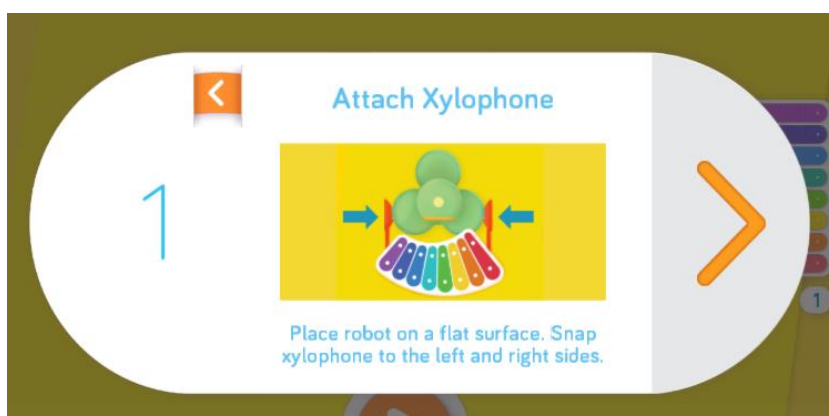 Attach Xylophone
1
Place robot on a flat surface. Snap
xylophone to the left and right sides.
1